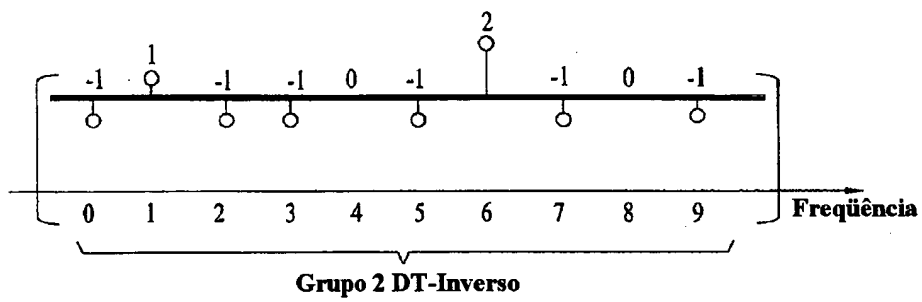 2
1
-1 -1 -1 0 -1 -1 0 -1
0 1 2 3 4 5 6 7 8 9 Freqüência
Grupo 2 DT-Inverso